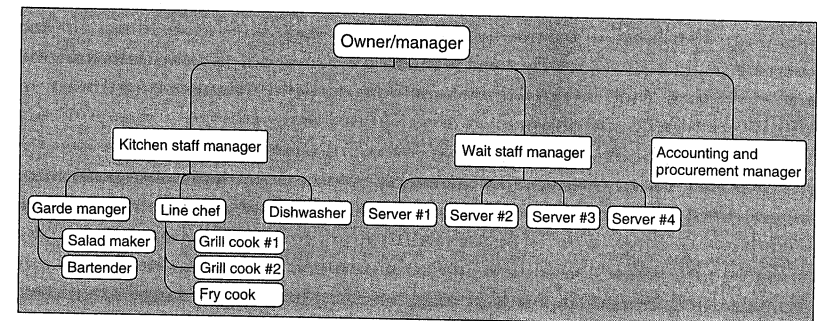 Owner/manager
Kitchen staff manager
Wait staff manager
Accounting and
procurement manager
Garde manger
Line chef
Dishwasher
Server #1
Server #2
Server #3
Server #4
Salad maker
Bartender
Grill cook #1
Grill cook #2
Fry cook